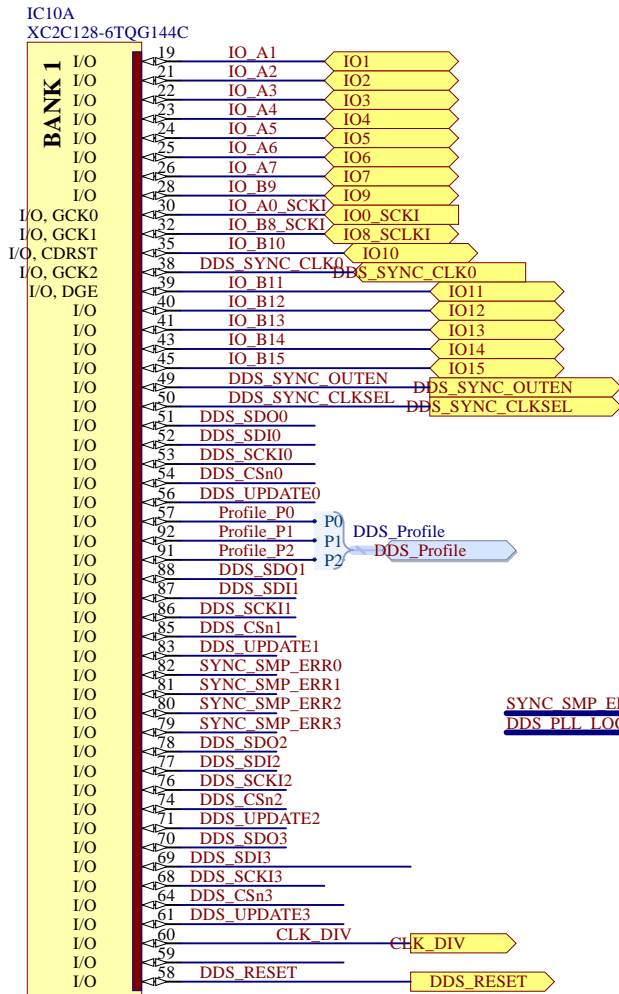 IC10A
XC2C128-6TQG144C
BANK 1
I/O 19 IO_A1 IO1
I/O 21 IO_A2 IO2
I/O 22 IO_A3 IO3
I/O 23 IO_A4 IO4
I/O 24 IO_A5 IO5
I/O 25 IO_A6 IO6
I/O 26 IO_A7 IO7
I/O 28 IO_B9 IO9
I/O, GCK0 30 IO_A0_SCKI IO0_SCKI
I/O, GCK1 32 IO_B8_SCKI IO8_SCLKI
I/O, CDRST 35 IO_B10 IO10
I/O, GCK2 38 DDS_SYNC_CLK0 DDS_SYNC_CLK0
I/O, DGE 39 IO_B11 IO11
I/O 40 IO_B12 IO12
I/O 41 IO_B13 IO13
I/O 43 IO_B14 IO14
I/O 45 IO_B15 IO15
I/O 49 DDS_SYNC_OUTEN DDS_SYNC_OUTEN
I/O 50 DDS_SYNC_CLKSEL DDS_SYNC_CLKSEL
I/O 51 DDS_SDO0
I/O 52 DDS_SDI0
I/O 53 DDS_SCKI0
I/O 54 DDS_CSn0
I/O 56 DDS_UPDATE0
I/O 57 Profile_P0 P0 DDS_Profile
I/O 92 Profile_P1 P1 DDS_Profile
I/O 91 Profile_P2 P2
I/O 88 DDS_SDO1
I/O 87 DDS_SDI1
I/O 86 DDS_SCKI1
I/O 85 DDS_CSn1
I/O 83 DDS_UPDATE1
I/O 82 SYNC_SMP_ERR0
I/O 81 SYNC_SMP_ERR1
I/O 80 SYNC_SMP_ERR2 SYNC_SMP_E
I/O 79 SYNC_SMP_ERR3 DDS_PLL_LO
I/O 78 DDS_SDO2
I/O 77 DDS_SDI2
I/O 76 DDS_SCKI2
I/O 74 DDS_CSn2
I/O 71 DDS_UPDATE2
I/O 70 DDS_SDO3
I/O 69 DDS_SDI3
I/O 68 DDS_SCKI3
I/O 64 DDS_CSn3
I/O 61 DDS_UPDATE3
I/O 60 CLK_DIV CLK_DIV
I/O 59
I/O 58 DDS_RESET DDS_RESET